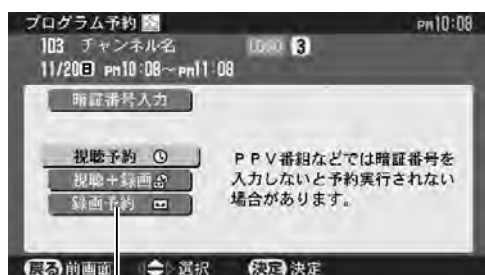 プログラム予約 PM10:08
103 チャンネル名 LOGO 3
11/20日 PM10:08~PM11:08
暗証番号入力
視聴予約
視聴+録画
録画予約
PPV番組などでは暗証番号を
入力しないと予約実行されない
場合があります。
戻る 前画面 選択 決定 決定